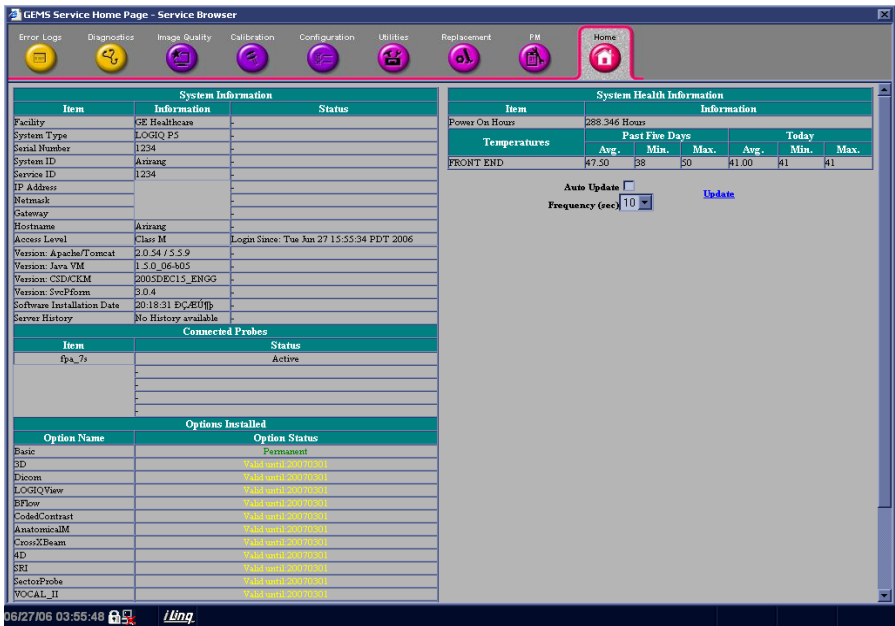 GEMS Service Home Page - Service Browser
Error Logs Diagnostics Image Quality Calibration Configuration Utilities Replacement PM Home
System Information
Item Information Status
Facility GE Healthcare -
System Type LOGIQ P5 -
Serial Number 1234 -
System ID Arirang -
Service ID 1234 -
IP Address -
Netmask -
Gateway -
Hostname Arirang -
Access Level Class M Login Since: Tue Jun 27 15:55:34 PDT 2006
Version: Apache/Tomcat 2.0.54 / 5.5.9 -
Version: Java VM 1.5.0_06-b05 -
Version: CSD/CKM 2005DEC15_ENGG -
Version: SvcPform 3.0.4 -
Software Installation Date 20:18:31 ÐÇÆÚ¶þ -
Server History No History available -
Connected Probes
Item Status
fpa_7s Active
-
-
-
-
Options Installed
Option Name Option Status
Basic Permanent
3D Valid until:20070301
Dicom Valid until:20070301
LOGIQView Valid until:20070301
BFlow Valid until:20070301
CodedContrast Valid until:20070301
AnatomicalM Valid until:20070301
CrossXBeam Valid until:20070301
4D Valid until:20070301
SRI Valid until:20070301
SectorProbe Valid until:20070301
VOCAL_II Valid until:20070301
System Health Information
Item Information
Power On Hours 288.346 Hours
Temperatures Past Five Days Today
Avg. Min. Max. Avg. Min. Max.
FRONT END 47.50 38 50 41.00 41 41
Auto Update Update
Frequency (sec) 10
06/27/06 03:55:48 iLinq